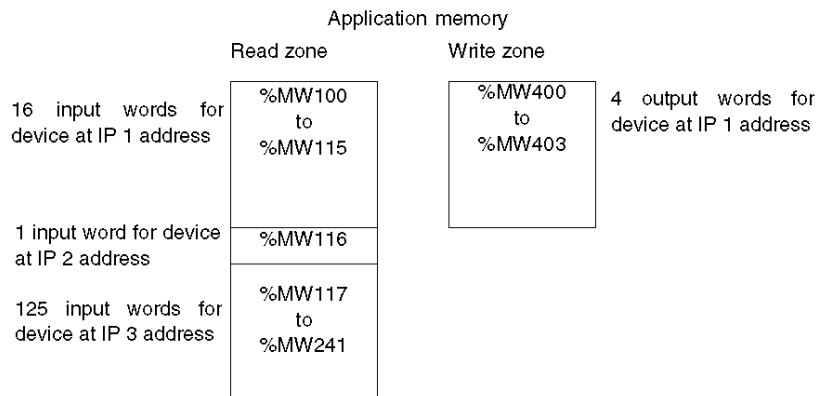 Application memory
Read zone
Write zone
16 input words for
device at IP 1 address
%MW100
to
%MW115
%MW400
to
%MW403
4 output words for
device at IP 1 address
1 input word for device
at IP 2 address
%MW116
125 input words for
device at IP 3 address
%MW117
to
%MW241